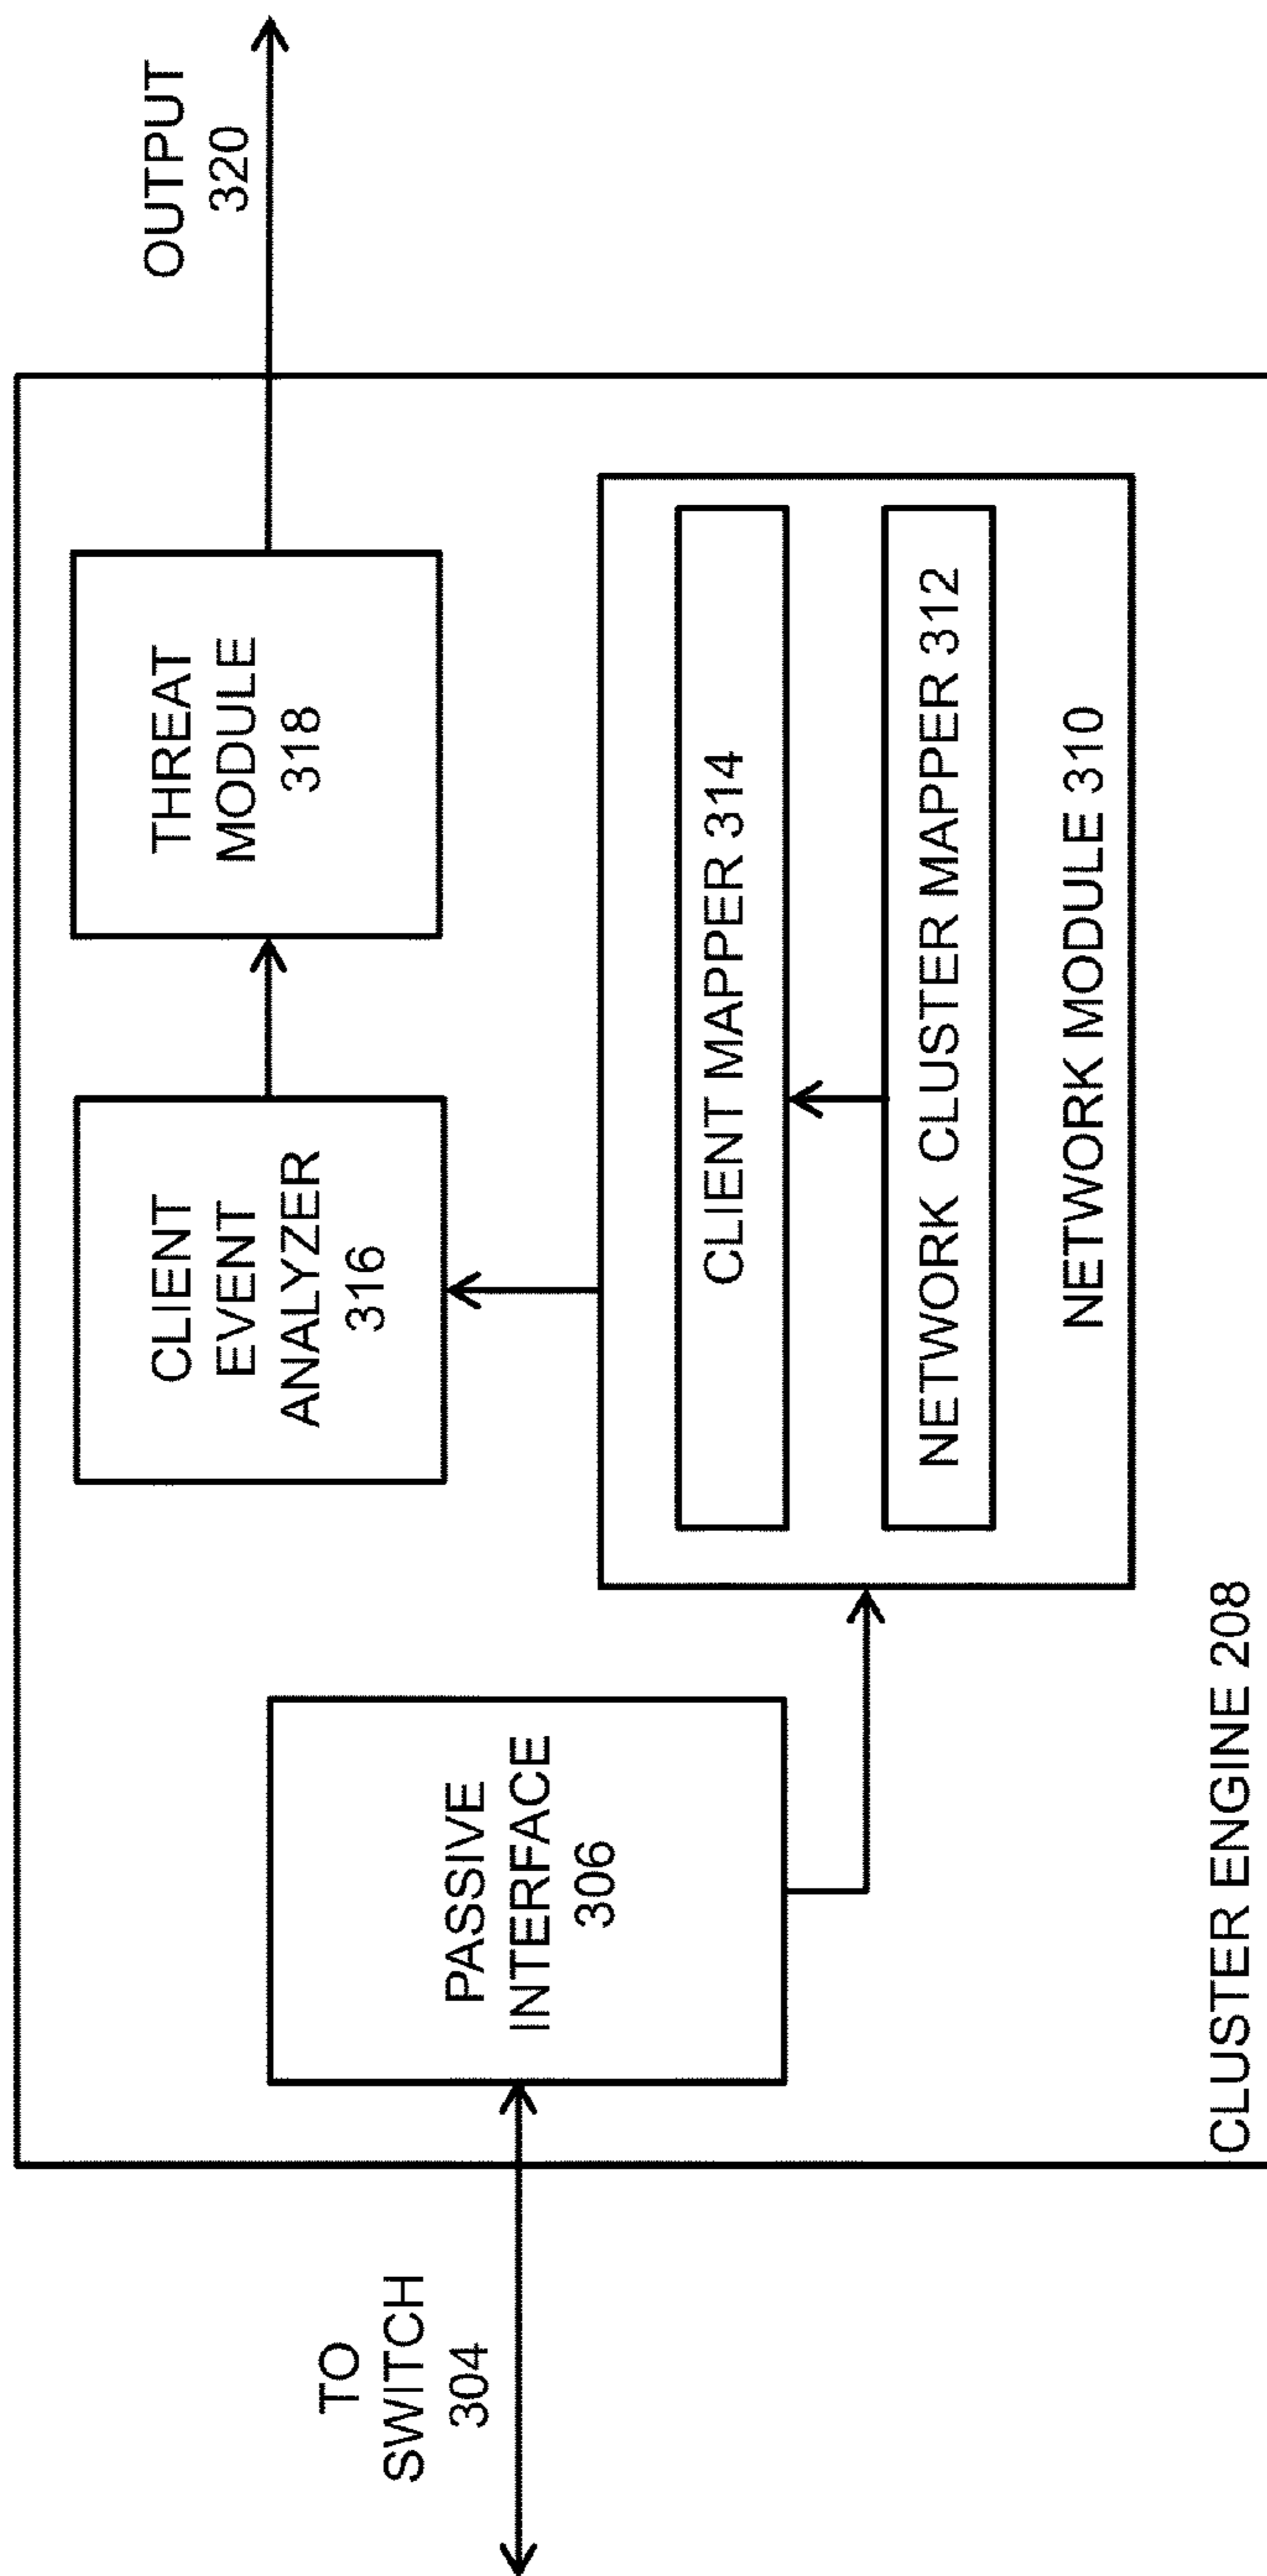 TO
SWITCH
304
PASSIVE
INTERFACE
306
CLIENT
EVENT
ANALYZER
316
THREAT
MODULE
318
OUTPUT
320
CLIENT MAPPER 314
NETWORK CLUSTER MAPPER 312
NETWORK MODULE 310
CLUSTER ENGINE 208